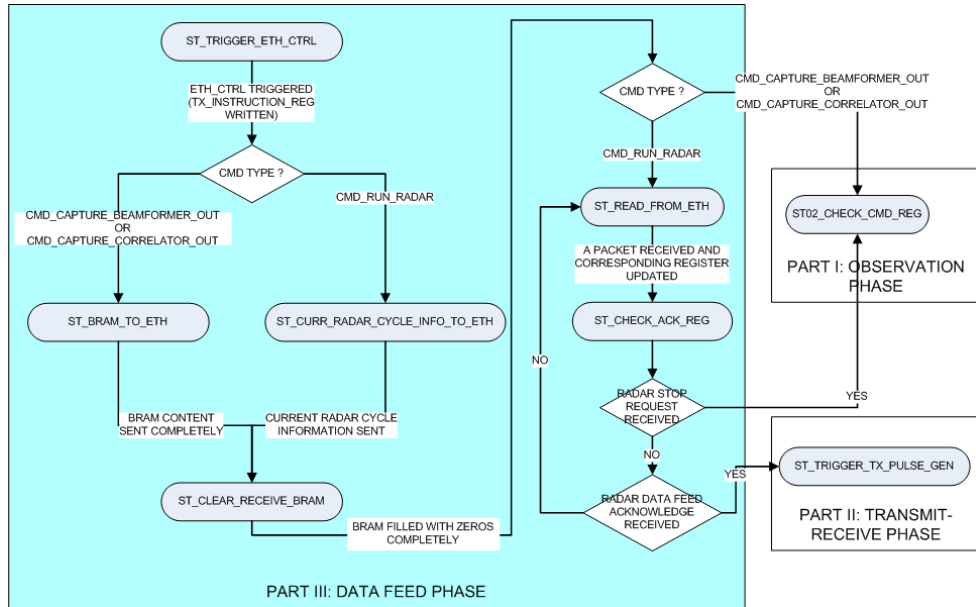 ST_TRIGGER_ETH_CTRL
ETH_CTRL TRIGGERED
(TX_INSTRUCTION_REG
WRITTEN)
CMD TYPE ?
CMD_CAPTURE_BEAMFORMER_OUT
OR
CMD_CAPTURE_CORRELATOR_OUT
CMD_RUN_RADAR
ST_BRAM_TO_ETH
ST_CURR_RADAR_CYCLE_INFO_TO_ETH
BRAM CONTENT
SENT COMPLETELY
CURRENT RADAR CYCLE
INFORMATION SENT
ST_CLEAR_RECEIVE_BRAM
BRAM FILLED WITH ZEROS
COMPLETELY
CMD TYPE ?
CMD_CAPTURE_BEAMFORMER_OUT
OR
CMD_CAPTURE_CORRELATOR_OUT
CMD_RUN_RADAR
ST_READ_FROM_ETH
A PACKET RECEIVED AND
CORRESPONDING REGISTER
UPDATED
ST_CHECK_ACK_REG
NO
RADAR STOP
REQUEST
RECEIVED
YES
NO
RADAR DATA FEED
ACKNOWLEDGE
RECEIVED
YES
ST02_CHECK_CMD_REG
PART I: OBSERVATION
PHASE
ST_TRIGGER_TX_PULSE_GEN
PART II: TRANSMIT-
RECEIVE PHASE
PART III: DATA FEED PHASE